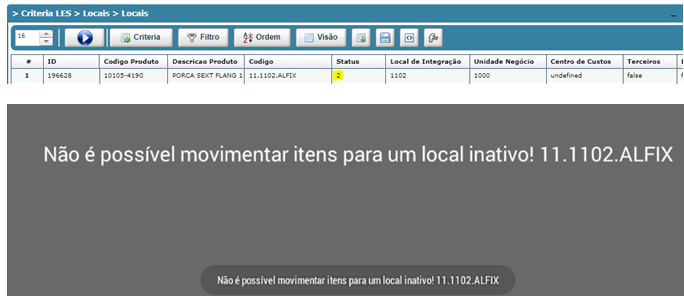 > Criteria LES > Locais > Locais
16 Criteria Filtro Ordem Visão
# ID Codigo Produto Descricao Produto Codigo Status Local de Integração Unidade Negócio Centro de Custos Terceiros
1 196628 10105-4190 PORCA SEXT FLANG 1 11.1102.ALFIX 2 1102 1000 undefined false
Não é possível movimentar itens para um local inativo! 11.1102.ALFIX
Não é possível movimentar itens para um local inativo! 11.1102.ALFIX